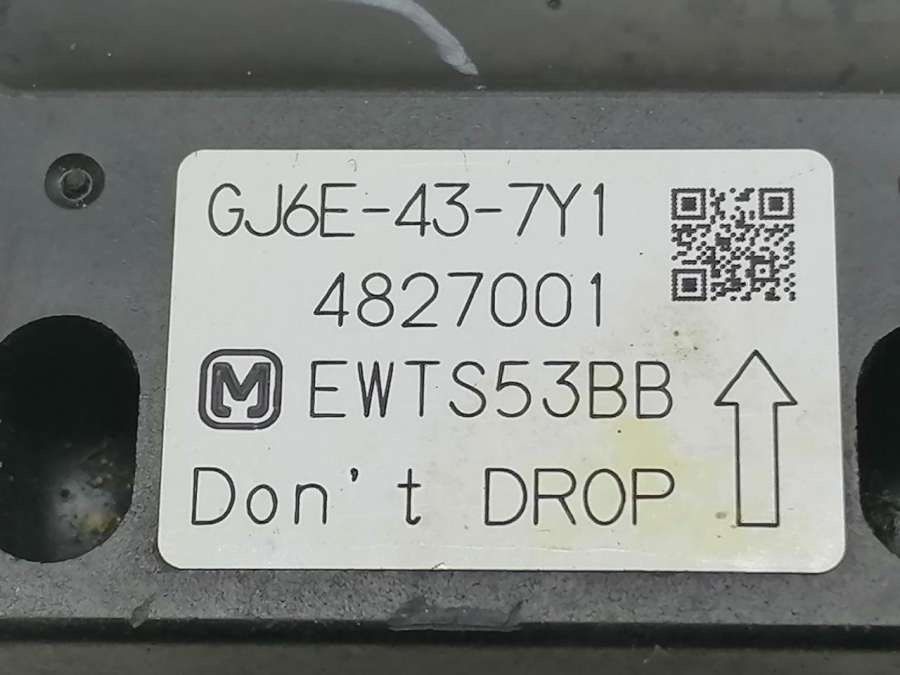 GJ6E-43-7Y1
4827001
M EWTS53BB
Don't DROP